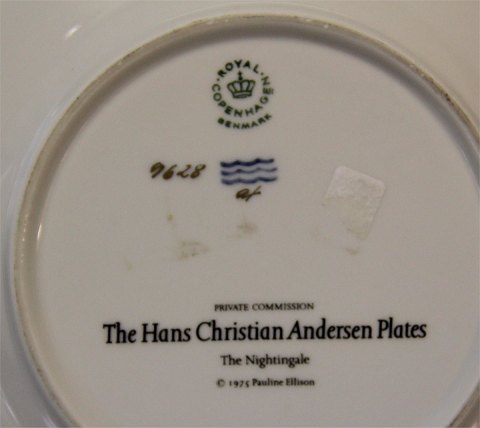 ROYAL
COPENHAGEN
DENMARK
9628
PRIVATE COMMISSION
The Hans Christian Andersen Plates
The Nightingale
© 1975 Pauline Ellison